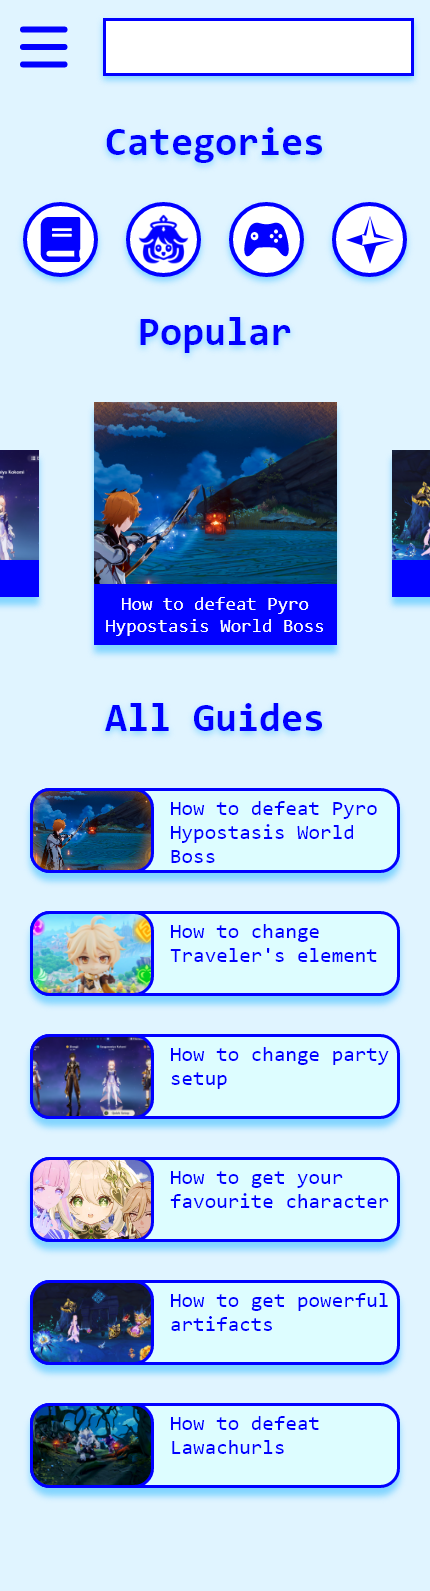 Categories
Popular
How to defeat Pyro
Hypostasis World Boss
All Guides
How to defeat Pyro
Hypostasis World
Boss
How to change
Traveler's element
How to change party
setup
How to get your
favourite character
How to get powerful
artifacts
How to defeat
Lawachurls